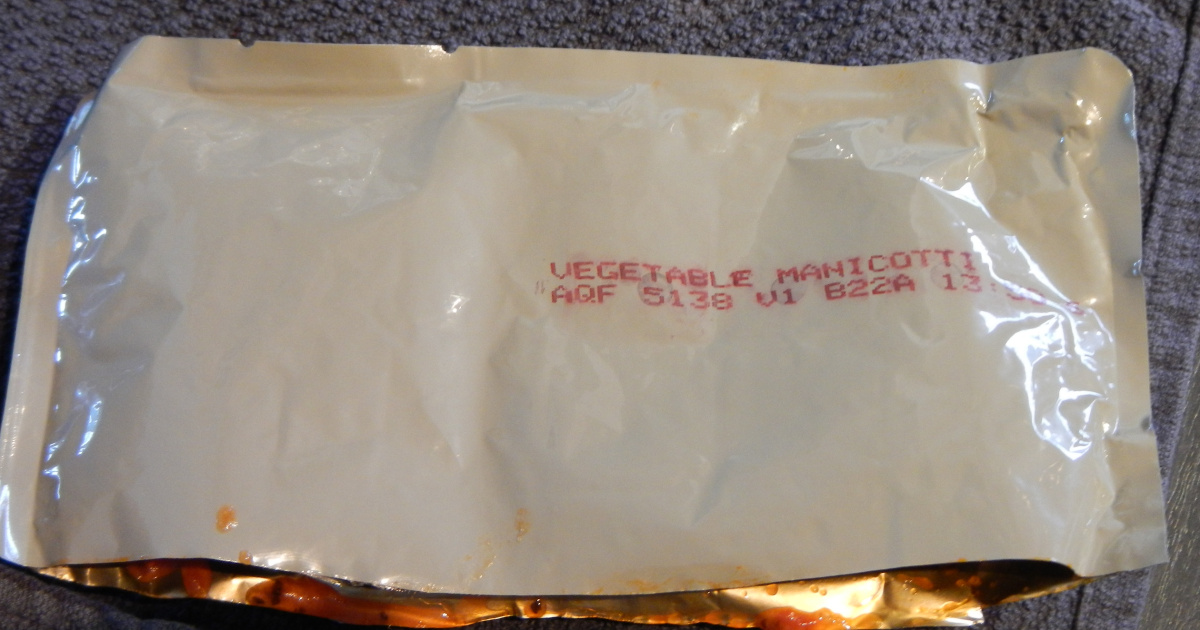 VEGETABLE MANICOTTI
AQF 5138 V1 B22A